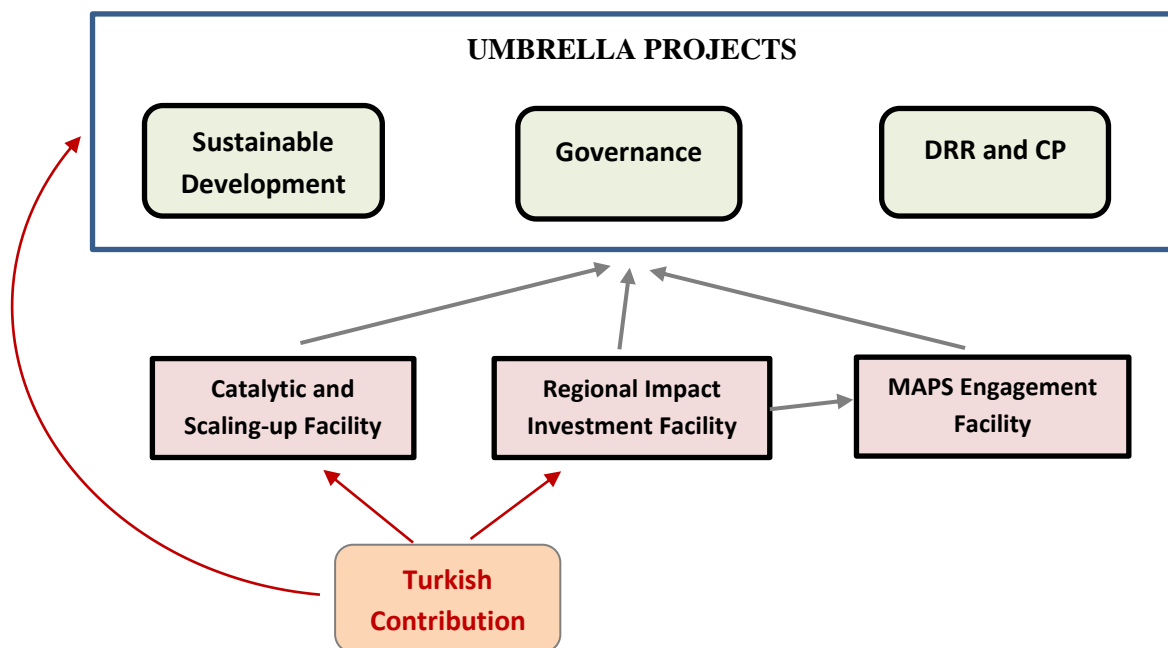 UMBRELLA PROJECTS
Sustainable
Development
Governance
DRR and CP
Catalytic and
Scaling-up Facility
Regional Impact
Investment Facility
MAPS Engagement
Facility
Turkish
Contribution